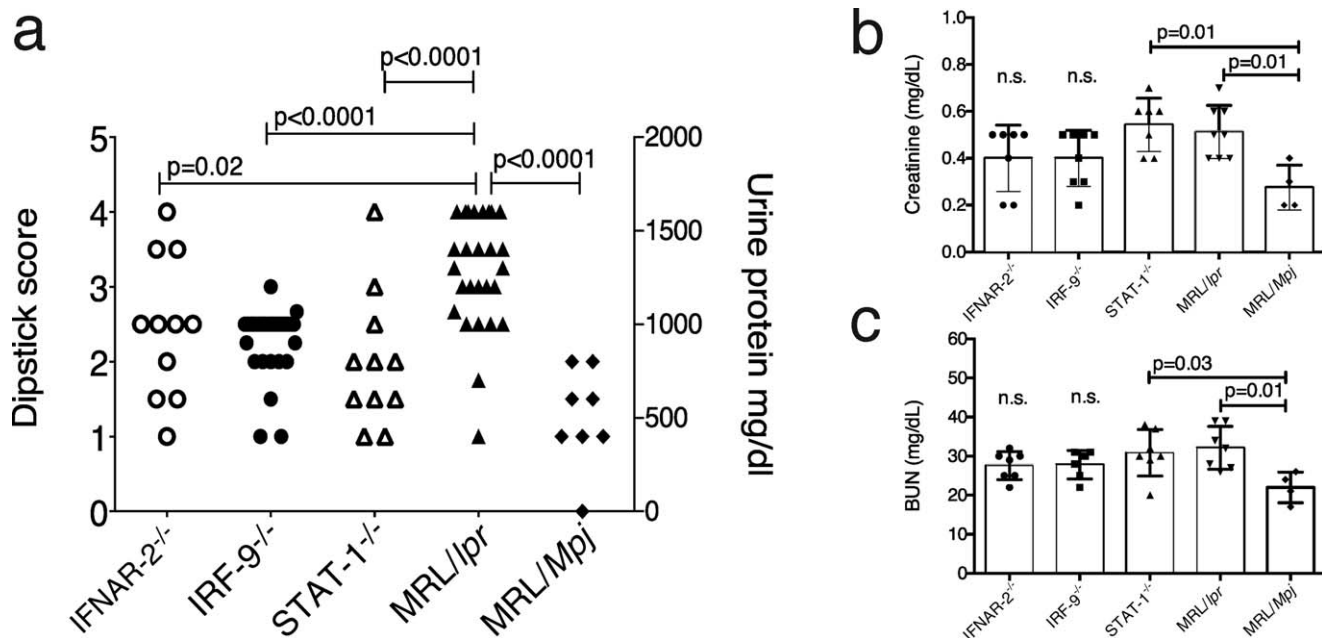 a
p<0.0001
p<0.0001
p=0.02
p<0.0001
5
4
3
2
1
0
Dipstick score
2000
1500
1000
500
0
Urine protein mg/dl
IFNAR-2-/-
IRF-9-/-
STAT-1-/-
MRL/lpr
MRL/Mpj
b
p=0.01
p=0.01
n.s.
n.s.
1.0
0.8
0.6
0.4
0.2
0.0
Creatinine (mg/dL)
IFNAR-2-/-
IRF-9-/-
STAT-1-/-
MRL/lpr
MRL/Mpj
c
p=0.03
p=0.01
n.s.
n.s.
60
50
40
30
20
10
0
BUN (mg/dL)
IFNAR-2-/-
IRF-9-/-
STAT-1-/-
MRL/lpr
MRL/Mpj